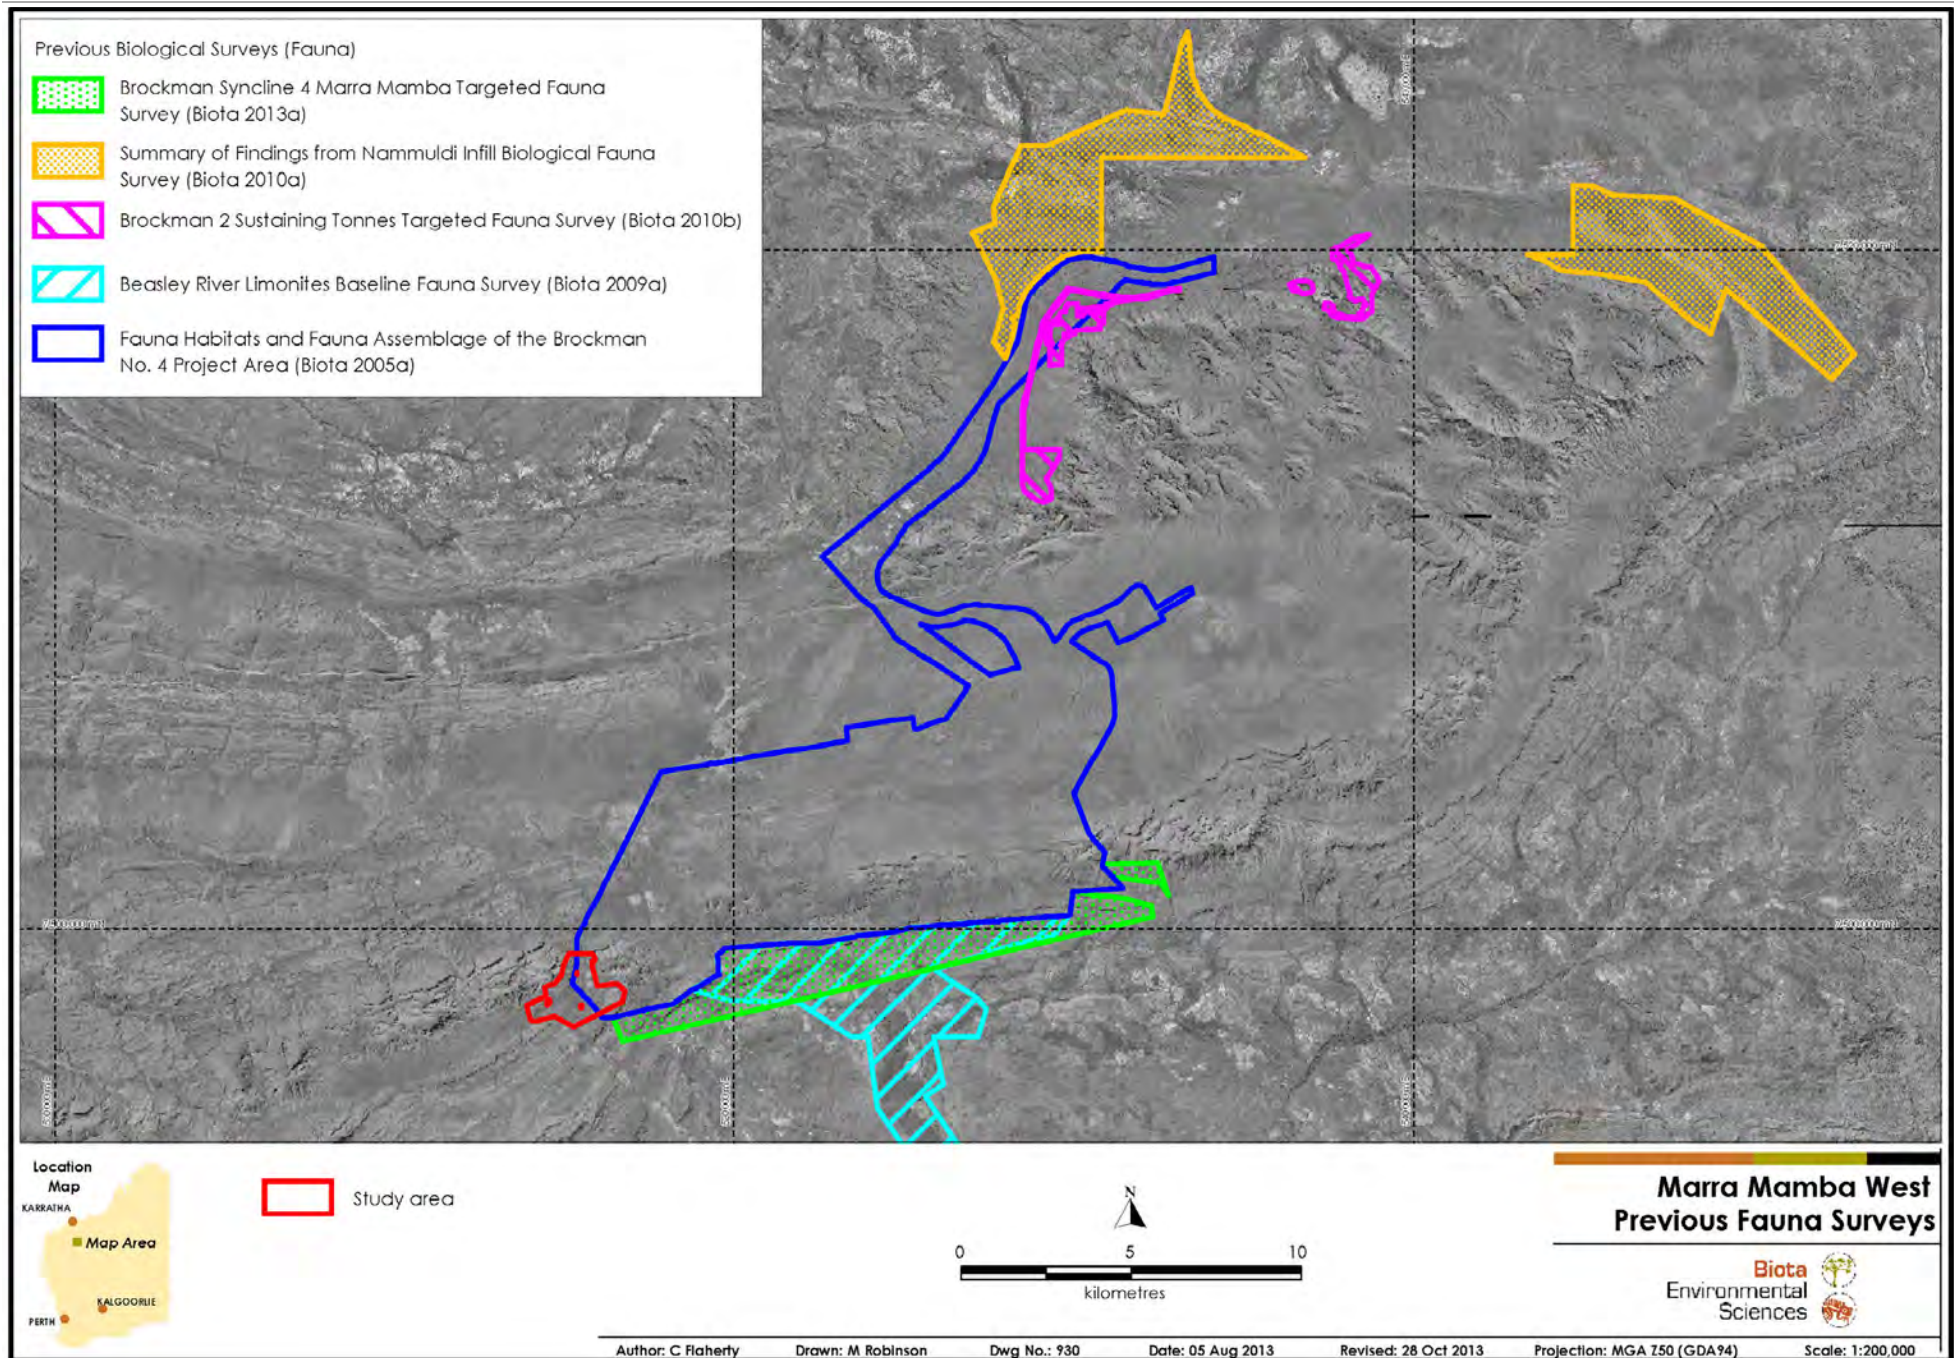 Previous Biological Surveys (Fauna)
Brockman Syncline 4 Marra Mamba Targeted Fauna
Survey (Biota 2013a)
Summary of Findings from Nammuldi Infill Biological Fauna
Survey (Biota 2010a)
Brockman 2 Sustaining Tonnes Targeted Fauna Survey (Biota 2010b)
Beasley River Limonites Baseline Fauna Survey (Biota 2009a)
Fauna Habitats and Fauna Assemblage of the Brockman
No. 4 Project Area (Biota 2005a)
Location
Map
KARRATHA
Map Area
KALGOORLIE
PERTH
Study area
N
0 5 10
kilometres
Marra Mamba West
Previous Fauna Surveys
Biota
Environmental
Sciences
Author: C Flaherty Drawn: M Robinson Dwg No.: 930 Date: 05 Aug 2013 Revised: 28 Oct 2013 Projection: MGA Z50 (GDA94) Scale: 1:200,000